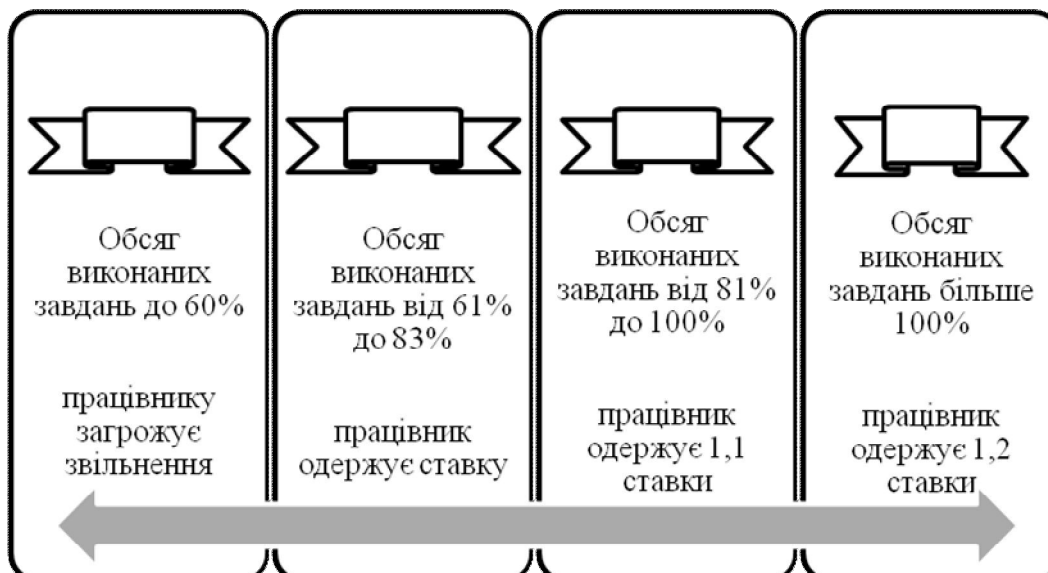 Обсяг
виконаних
завдань до 60%
працівнику
загрожує
звільнення
Обсяг
виконаних
завдань від 61%
до 83%
працівник
одержує ставку
Обсяг
виконаних
завдань від 81%
до 100%
працівник
одержує 1,1
ставки
Обсяг
виконаних
завдань більше
100%
працівник
одержує 1,2
ставки